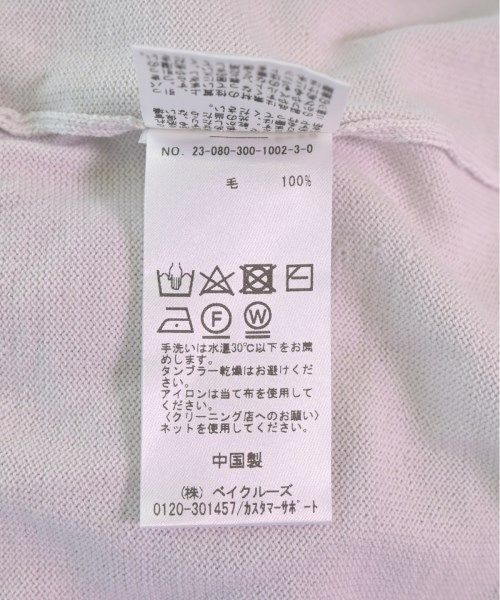 NO. 23-080-300-1002-3-0
毛 100%
F
W
手洗いは水温30℃以下をお薦
めします。
タンブラー乾燥はお避けくださ
い。
アイロンは当て布を使用して
ください。
〈クリーニング店へのお願い〉
ネットを使用してください。
中国製
(株) ベイクルーズ
0120-301457/カスタマーサポート